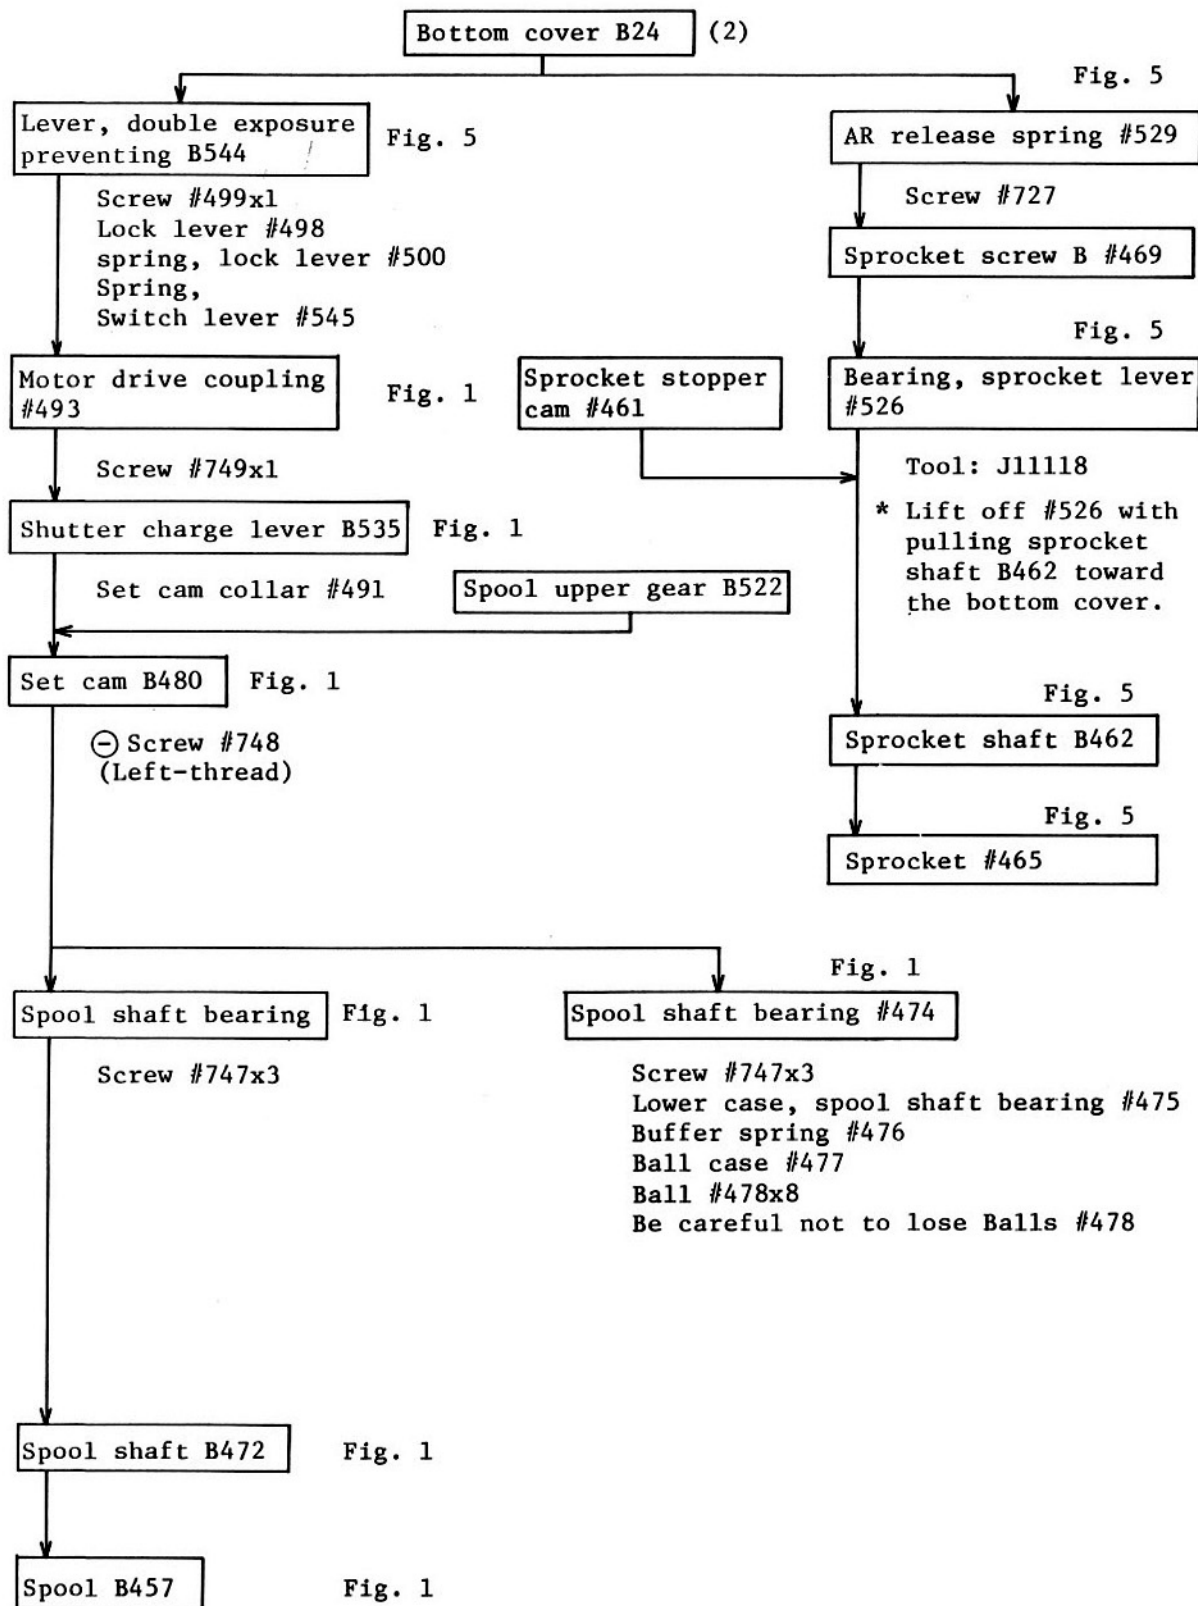 Bottom cover B24 (2)
Fig. 5
Lever, double exposure
preventing B544
Fig. 5
AR release spring #529
Screw #499x1
Lock lever #498
spring, lock lever #500
Spring,
Switch lever #545
Screw #727
Sprocket screw B #469
Fig. 5
Motor drive coupling
#493
Fig. 1
Sprocket stopper
cam #461
Bearing, sprocket lever
#526
Screw #749x1
Tool: J11118
* Lift off #526 with
pulling sprocket
shaft B462 toward
the bottom cover.
Shutter charge lever B535
Fig. 1
Set cam collar #491
Spool upper gear B522
Set cam B480
Fig. 1
Fig. 5
⊖ Screw #748
(Left-thread)
Sprocket shaft B462
Fig. 5
Sprocket #465
Fig. 1
Spool shaft bearing
Fig. 1
Spool shaft bearing #474
Screw #747x3
Screw #747x3
Lower case, spool shaft bearing #475
Buffer spring #476
Ball case #477
Ball #478x8
Be careful not to lose Balls #478
Spool shaft B472
Fig. 1
Spool B457
Fig. 1